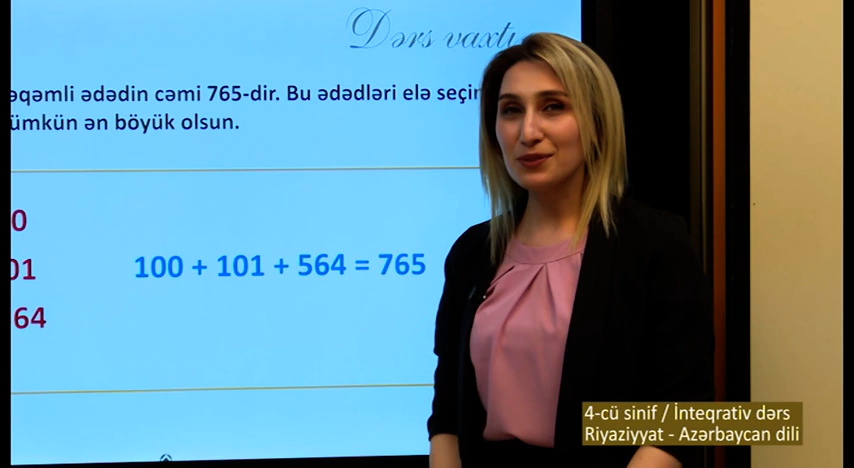 Dərs vaxtı
əqəmli ədədin cəmi 765-dir. Bu ədədləri elə seçin
ümkün ən böyük olsun.
0
01
64
100 + 101 + 564 = 765
4-cü sinif / İnteqrativ dərs
Riyaziyyat - Azərbaycan dili